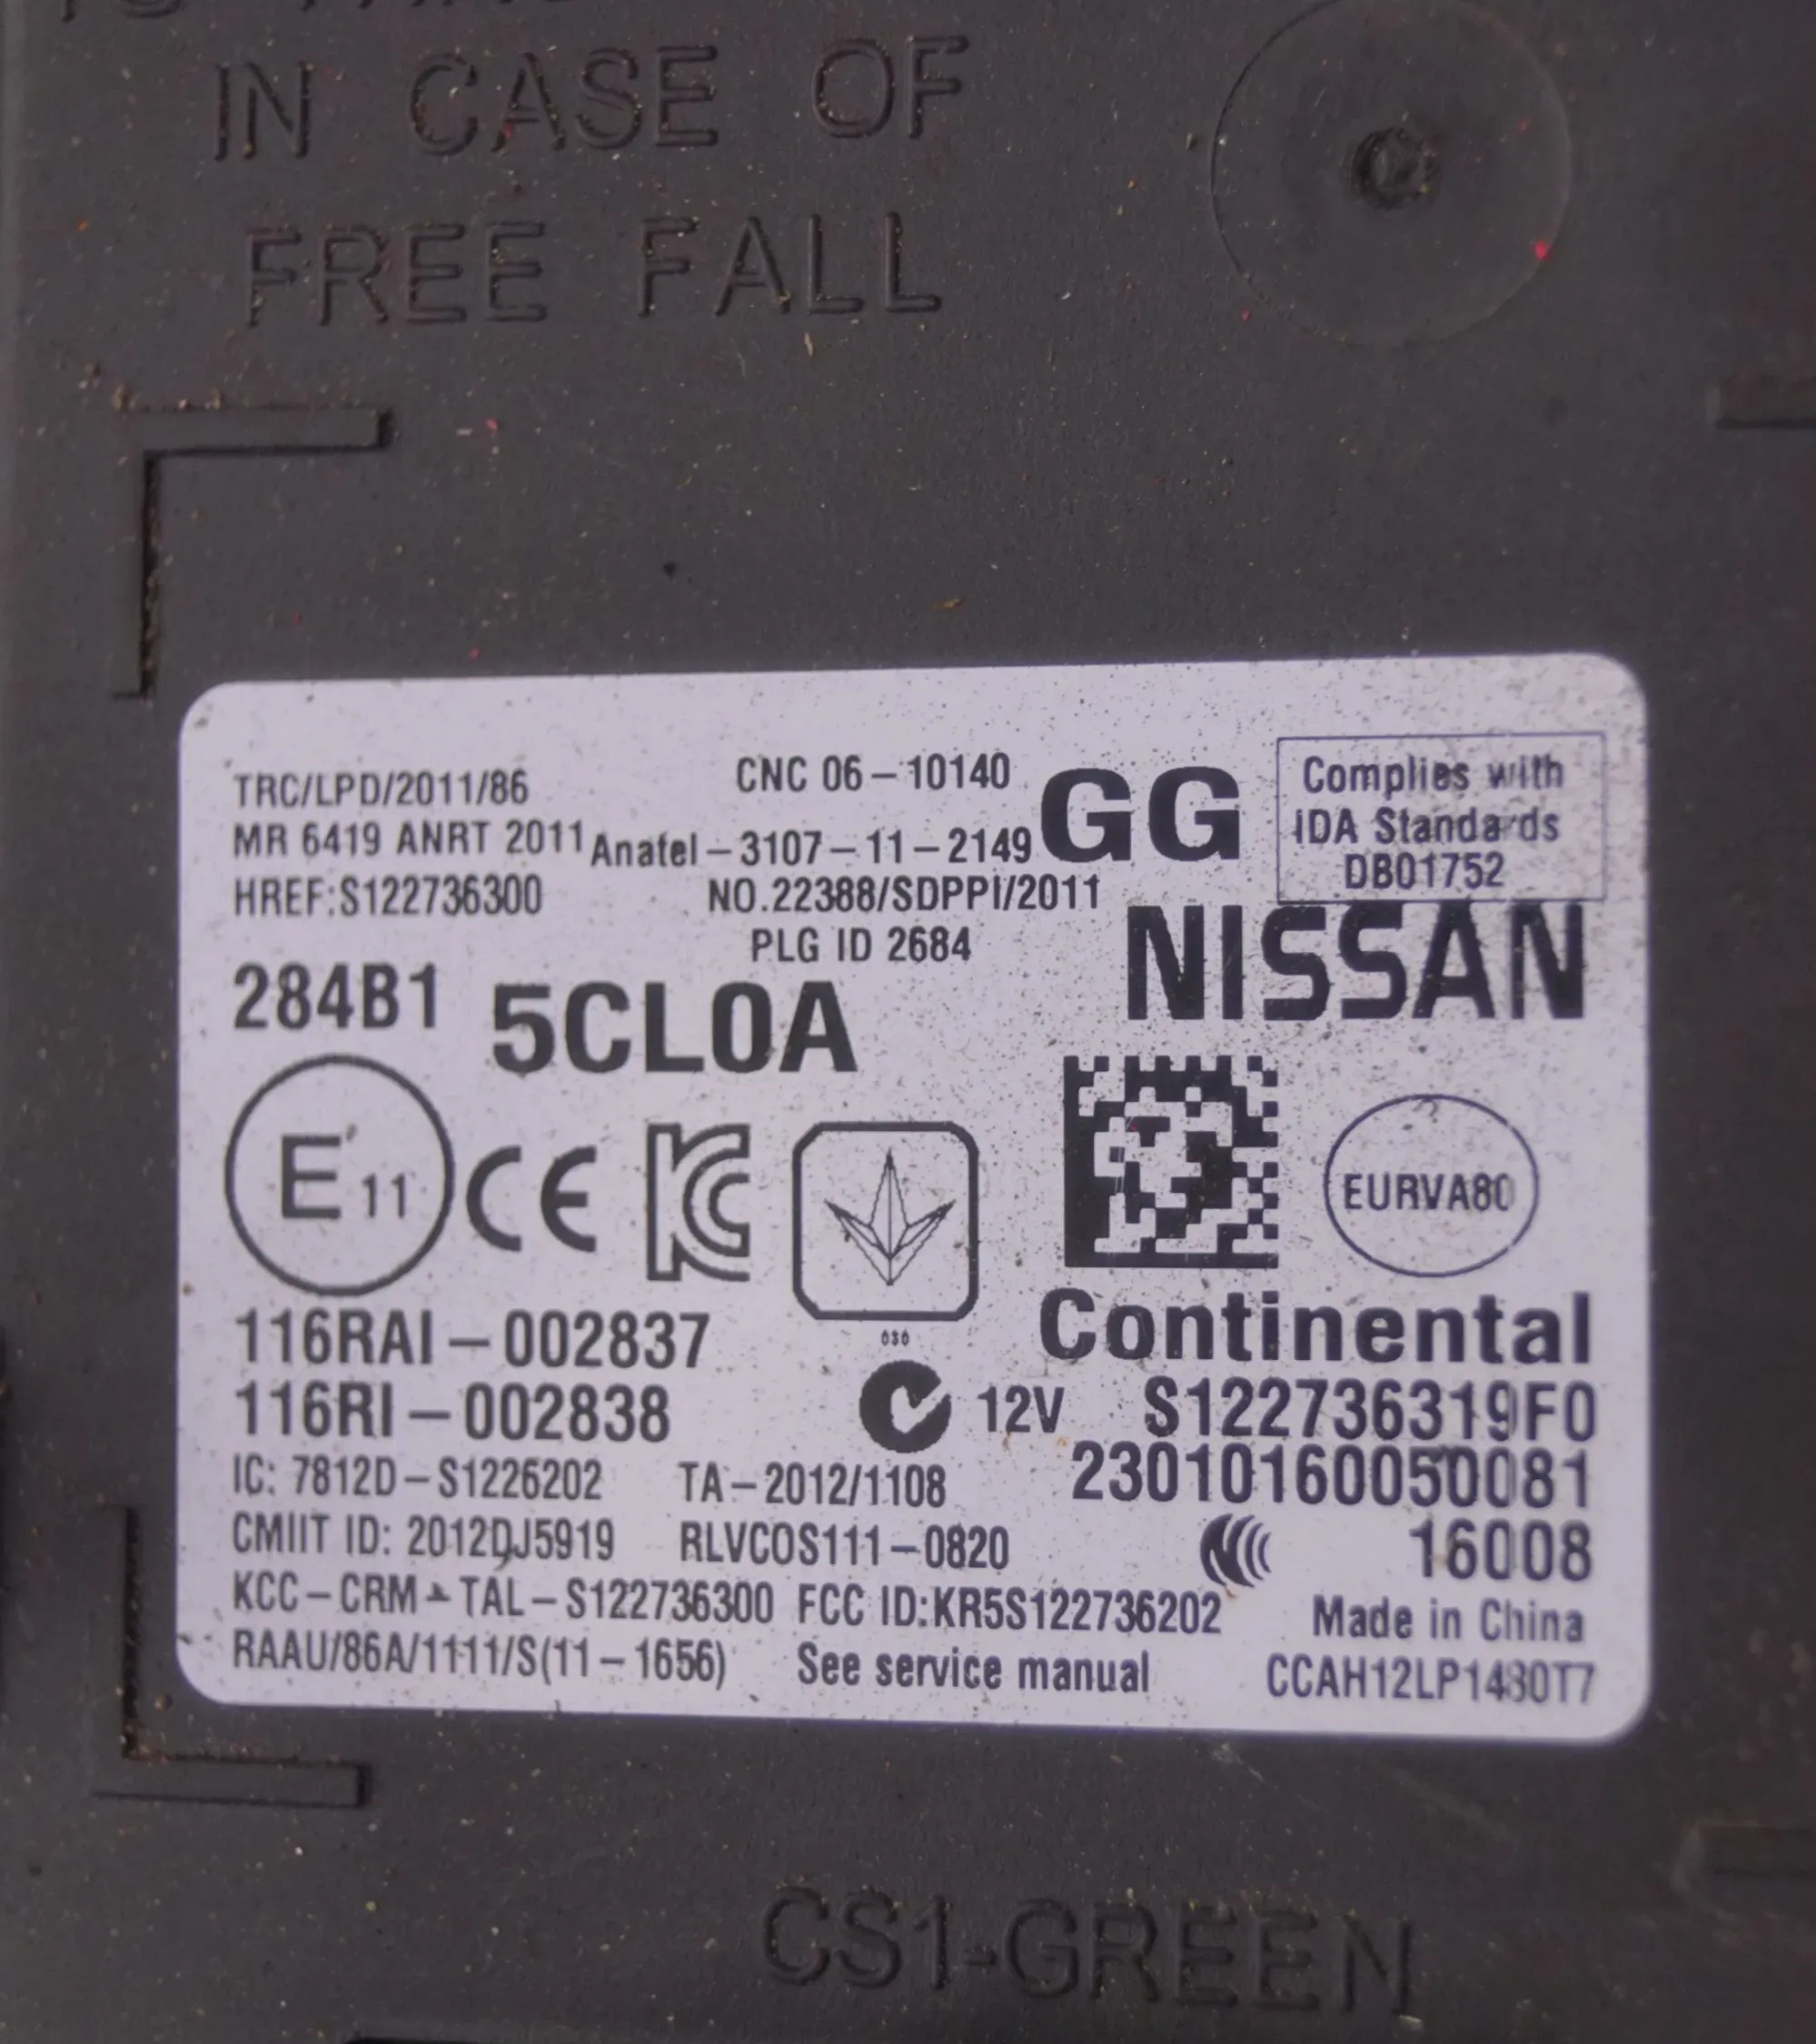 IN CASE OF
FREE FALL
TRC/LPD/2011/86
CNC 06-10140
GG
Complies with
IDA Standards
DB01752
MR 6419 ANRT 2011
Anatel-3107-11-2149
HREF:S122736300
NO.22388/SDPPI/2011
PLG ID 2684
NISSAN
284B1
5CL0A
E11
CE
EURVA80
116RAI-002837
030
Continental
116RI-002838
12V
S122736319F0
IC: 7812D-S1226202
TA-2012/1108
23010160050081
CMIIT ID: 2012DJ5919
RLVCOS111-0820
16008
KCC-CRM-TAL-S122736300
FCC ID:KR5S122736202
Made in China
RAAU/86A/1111/S(11-1656)
See service manual
CCAH12LP1480T7
CS1-GREEN